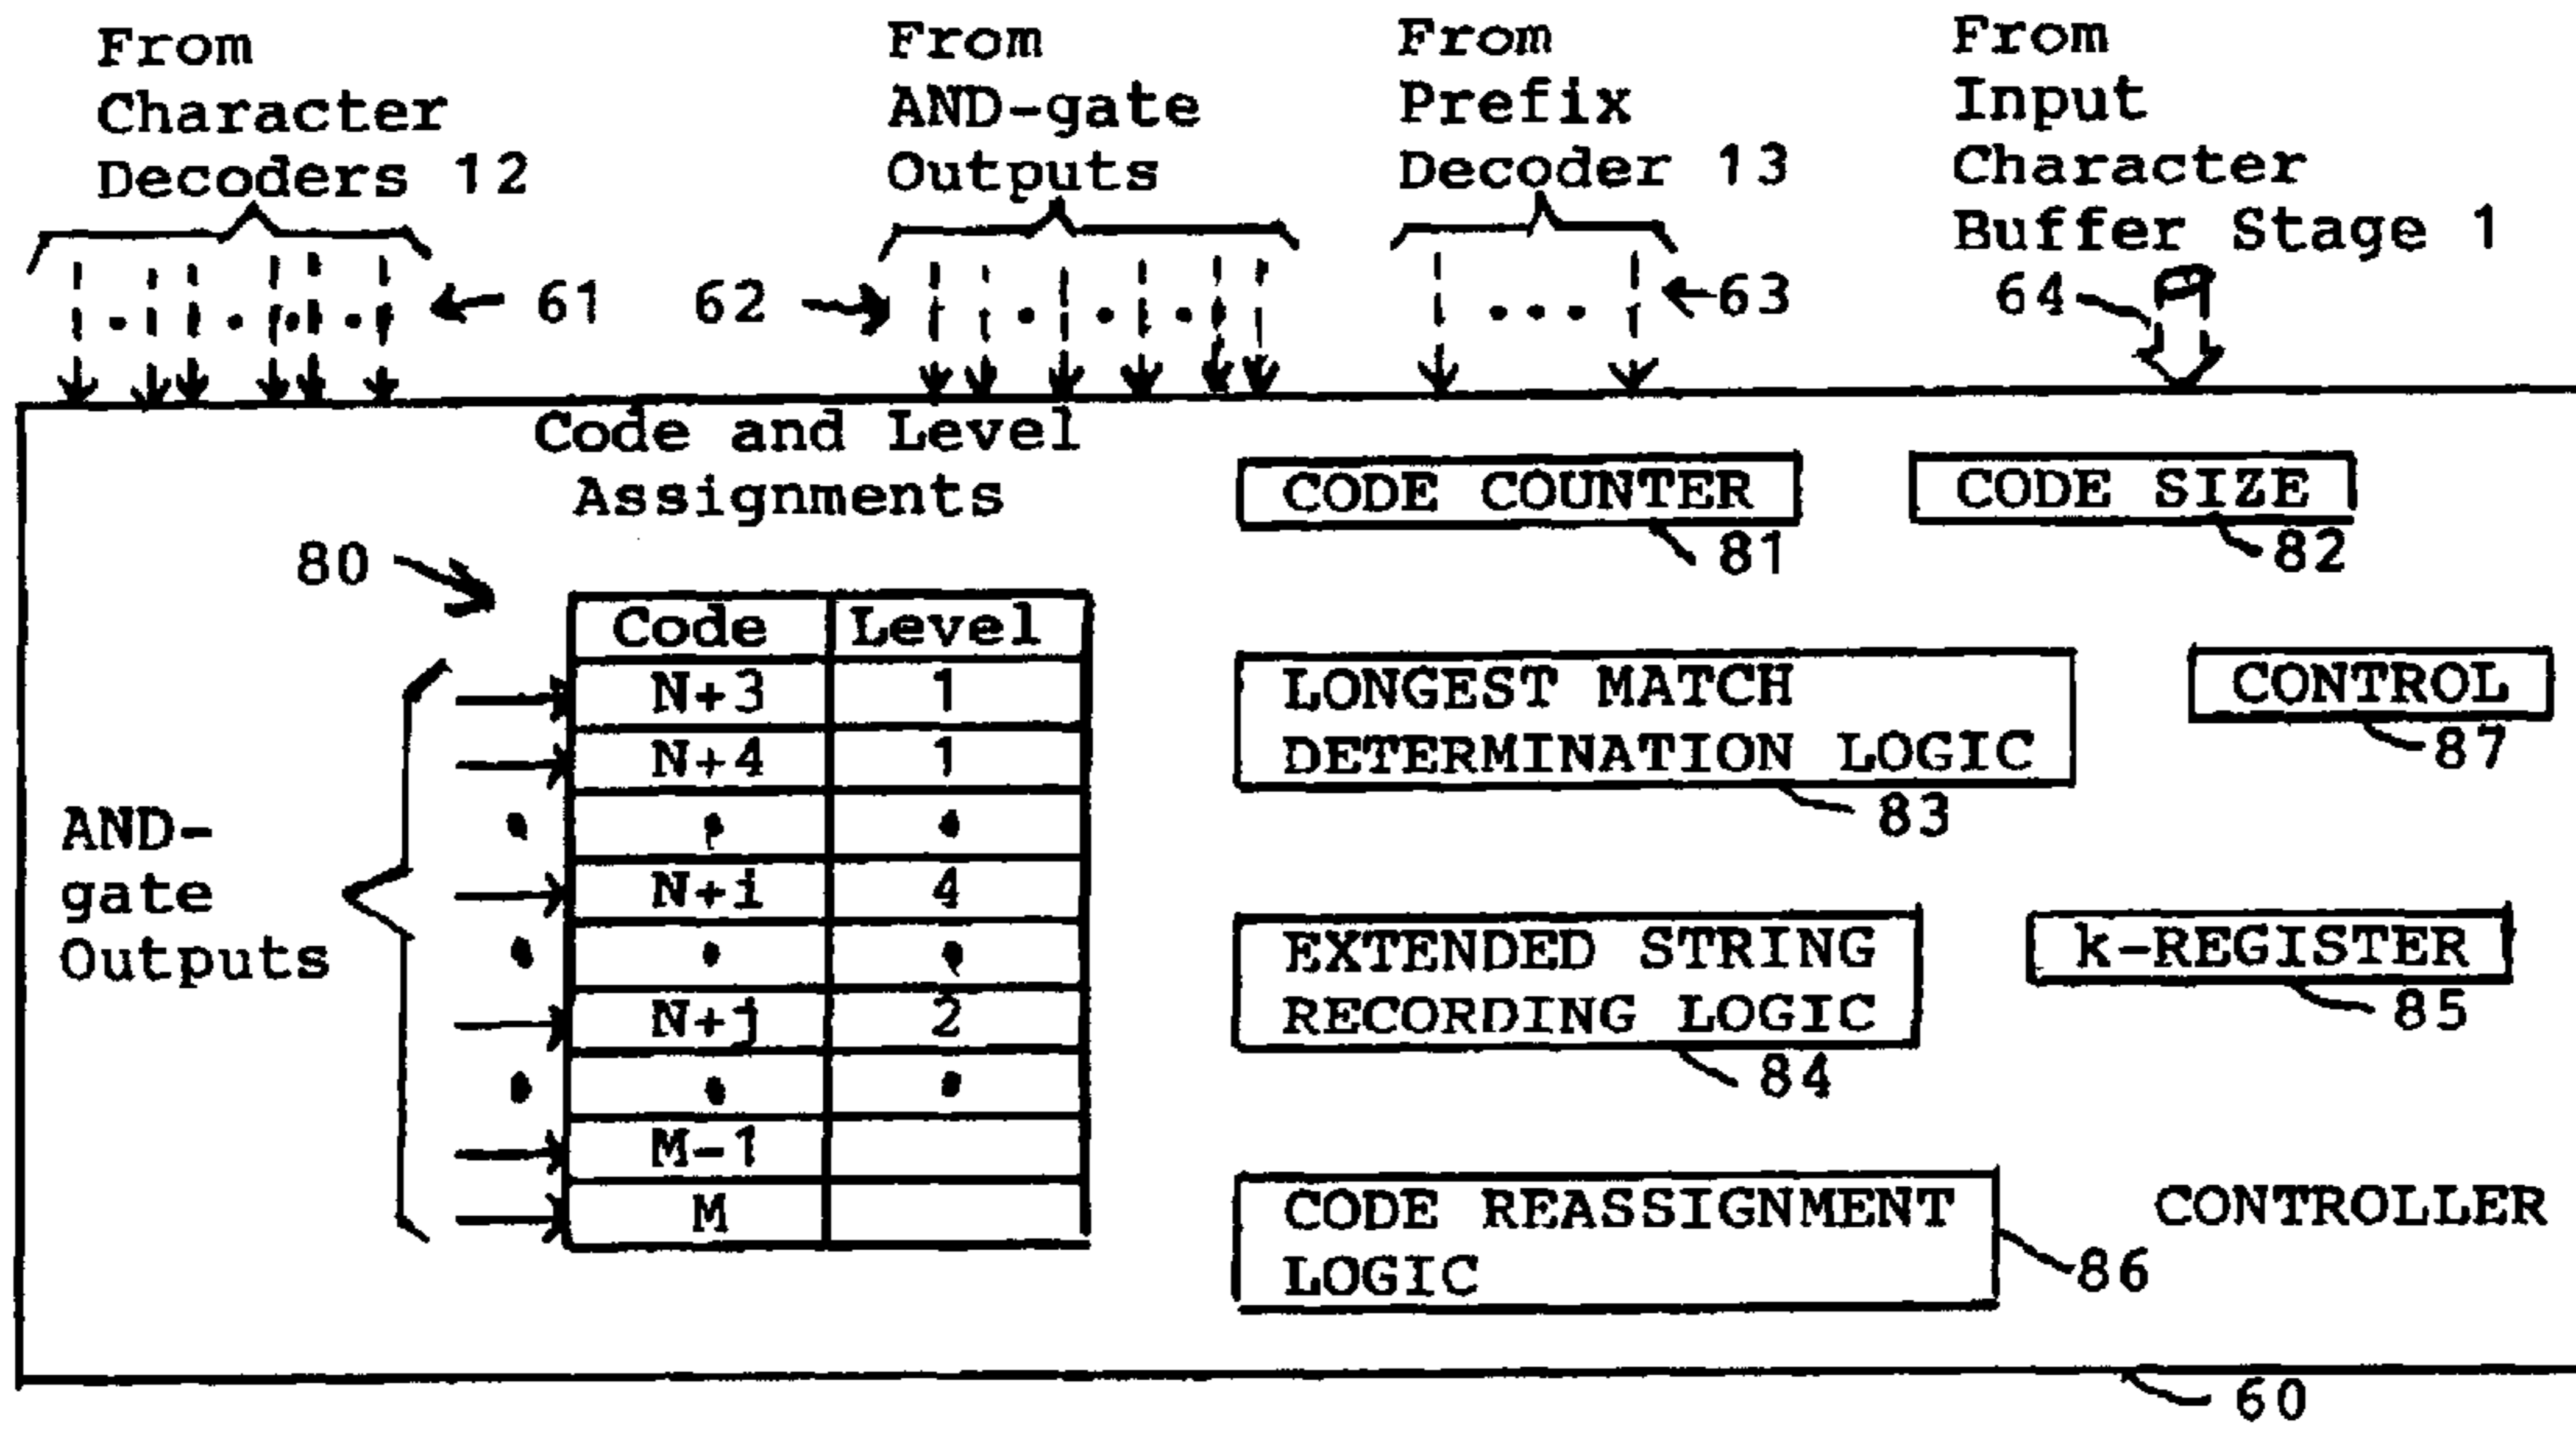 From
Character
Decoders 12
From
AND-gate
Outputs
From
Prefix
Decoder 13
From
Input
Character
Buffer Stage 1
61
62
63
64
Code and Level
Assignments
80
Code Level
N+3 1
N+4 1
N+i 4
N+j 2
M-1
M
AND-
gate
Outputs
CODE COUNTER
81
CODE SIZE
82
LONGEST MATCH
DETERMINATION LOGIC
83
CONTROL
87
EXTENDED STRING
RECORDING LOGIC
84
k-REGISTER
85
CODE REASSIGNMENT
LOGIC
86
CONTROLLER
60